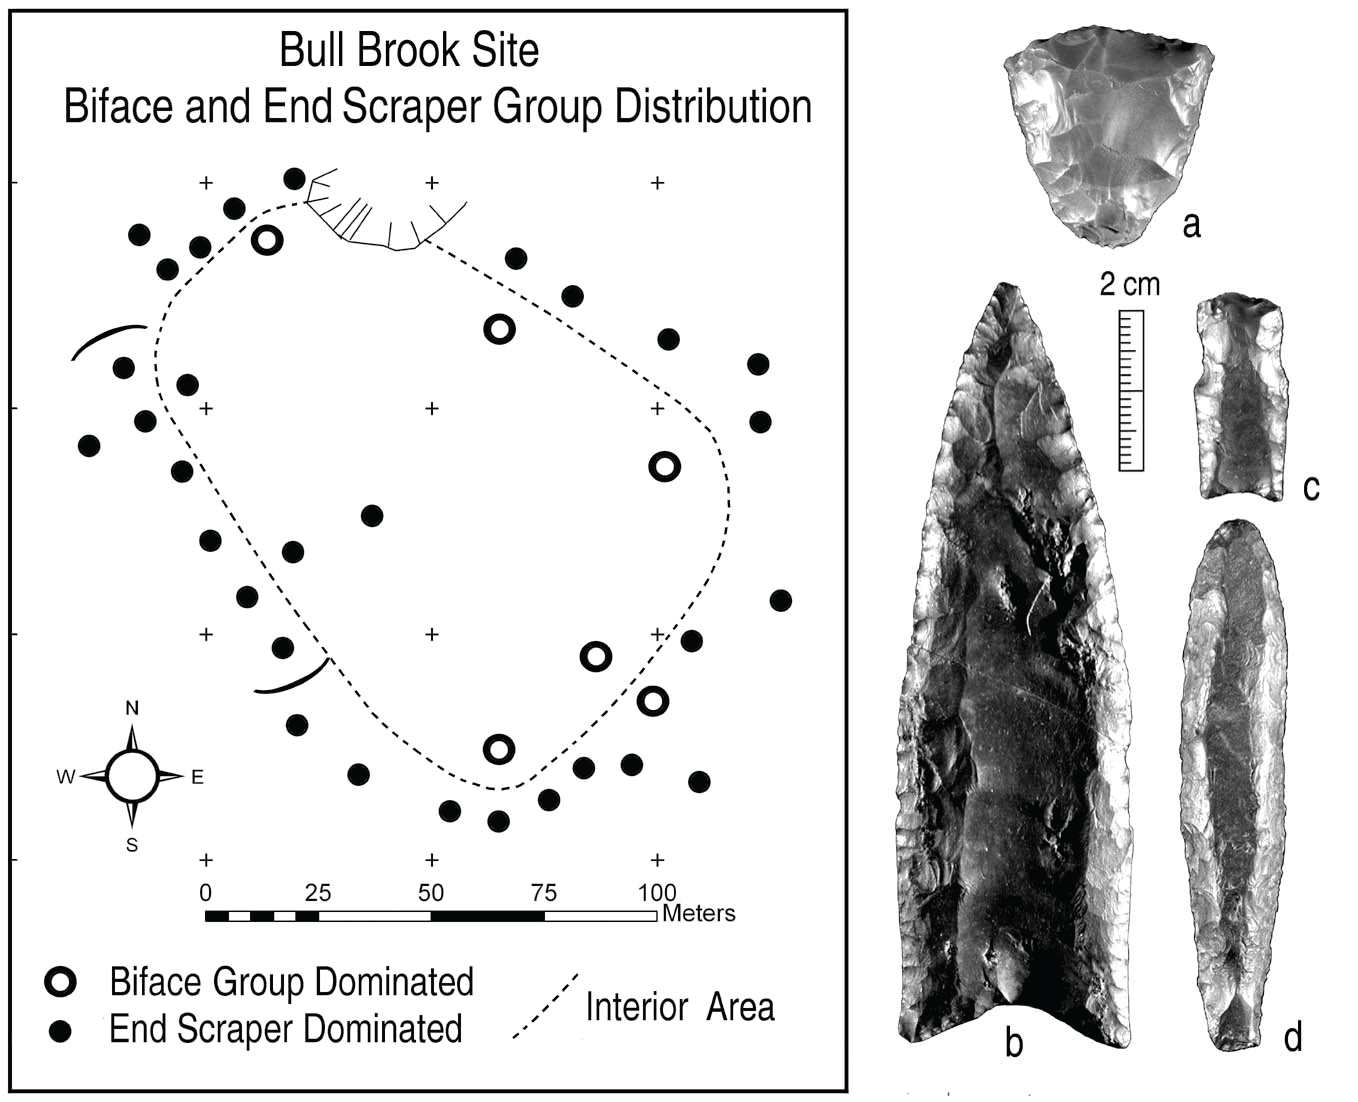 Bull Brook Site
Biface and End Scraper Group Distribution
N
W E
S
0 25 50 75 100
Meters
Biface Group Dominated
End Scraper Dominated
Interior Area
a
2 cm
c
b
d